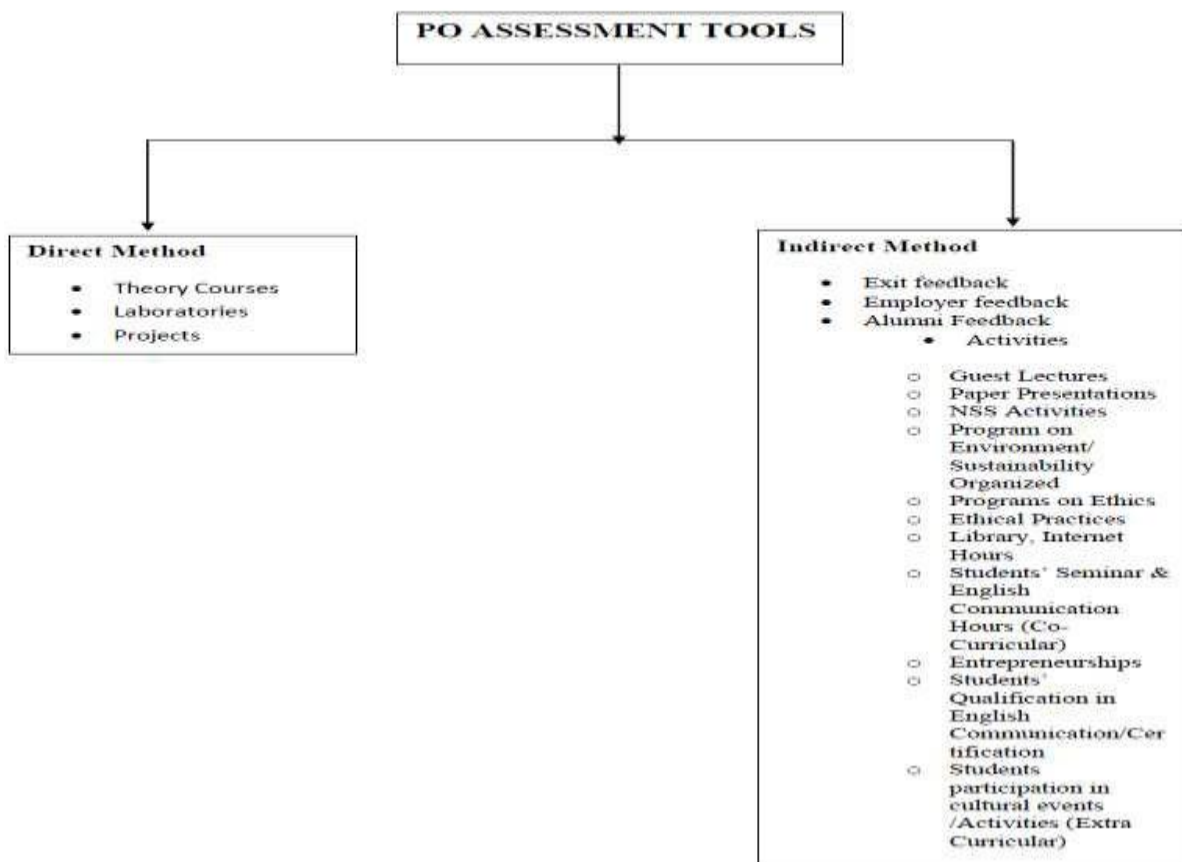 PO ASSESSMENT TOOLS
Direct Method
• Theory Courses
• Laboratories
• Projects
Indirect Method
• Exit feedback
• Employer feedback
• Alumni Feedback
• Activities
o Guest Lectures
o Paper Presentations
o NSS Activities
o Program on
Environment/
Sustainability
Organized
o Programs on Ethics
o Ethical Practices
o Library, Internet
Hours
o Students' Seminar &
English
Communication
Hours (Co-
Curricular)
o Entrepreneurships
o Students'
Qualification in
English
Communication/Cer
tification
o Students
participation in
cultural events
/Activities (Extra
Curricular)